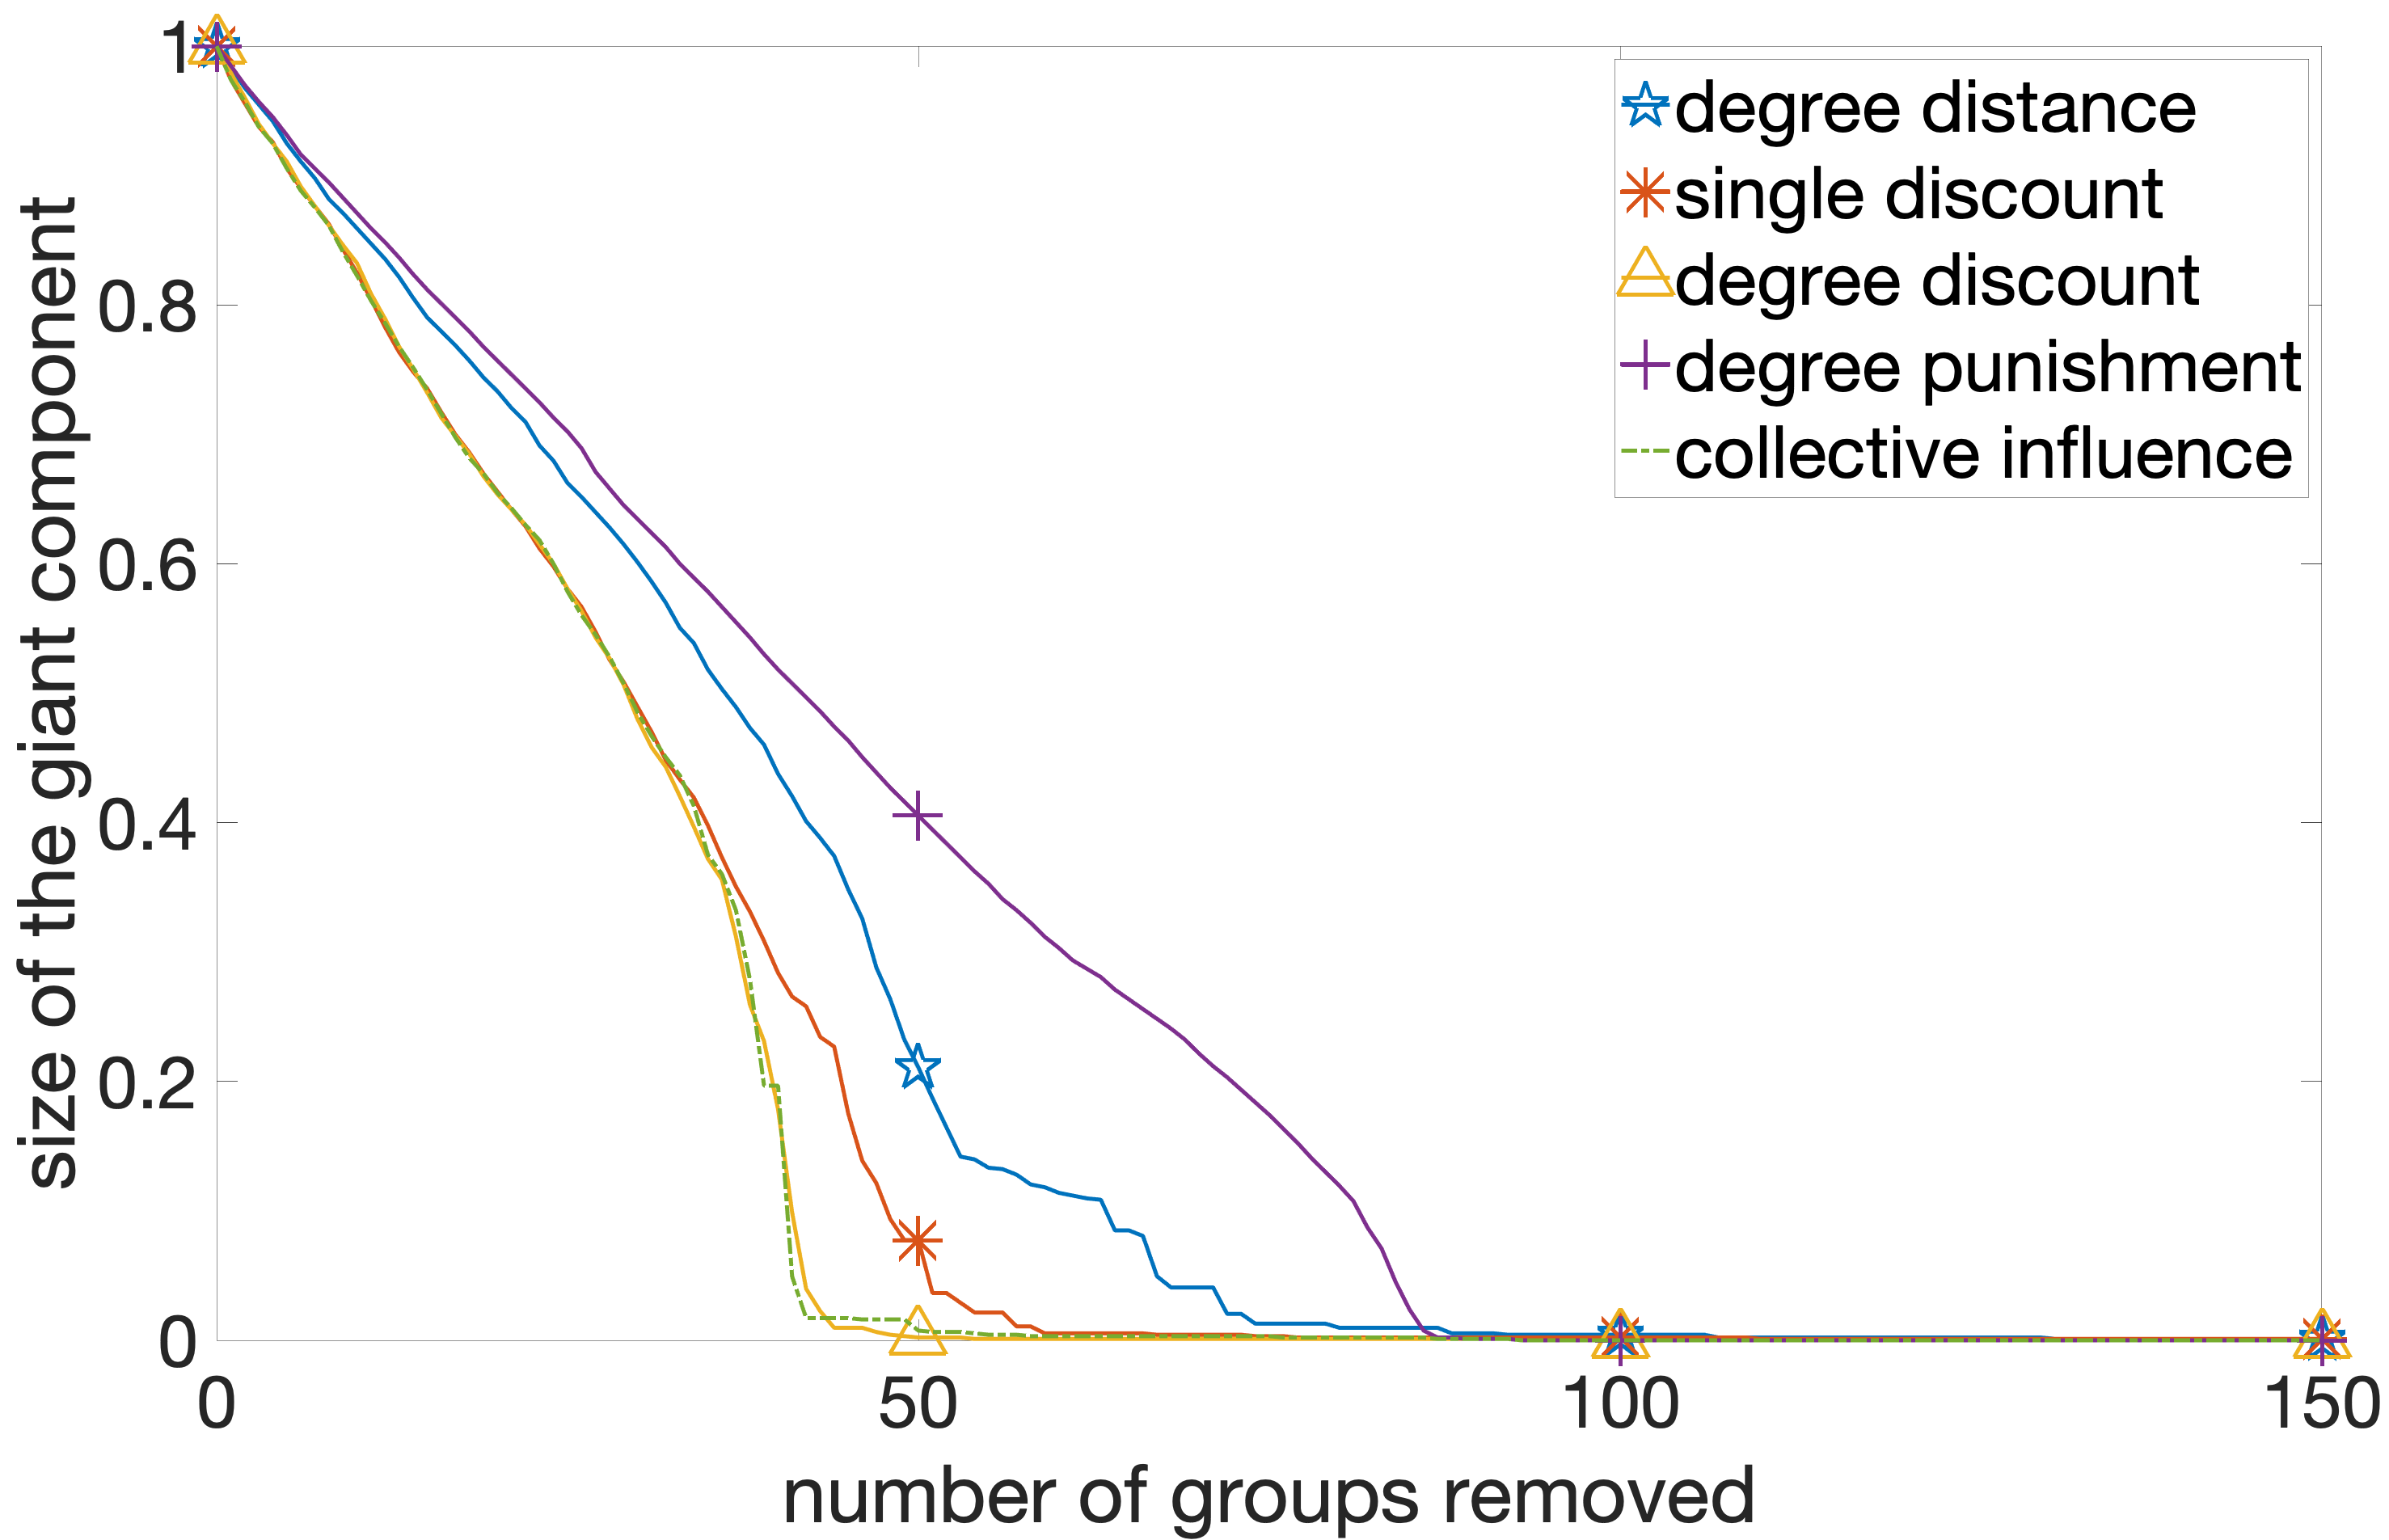 size of the giant component
1
0.8
0.6
0.4
0.2
0
0
50
100
150
number of groups removed
degree distance
single discount
degree discount
degree punishment
collective influence